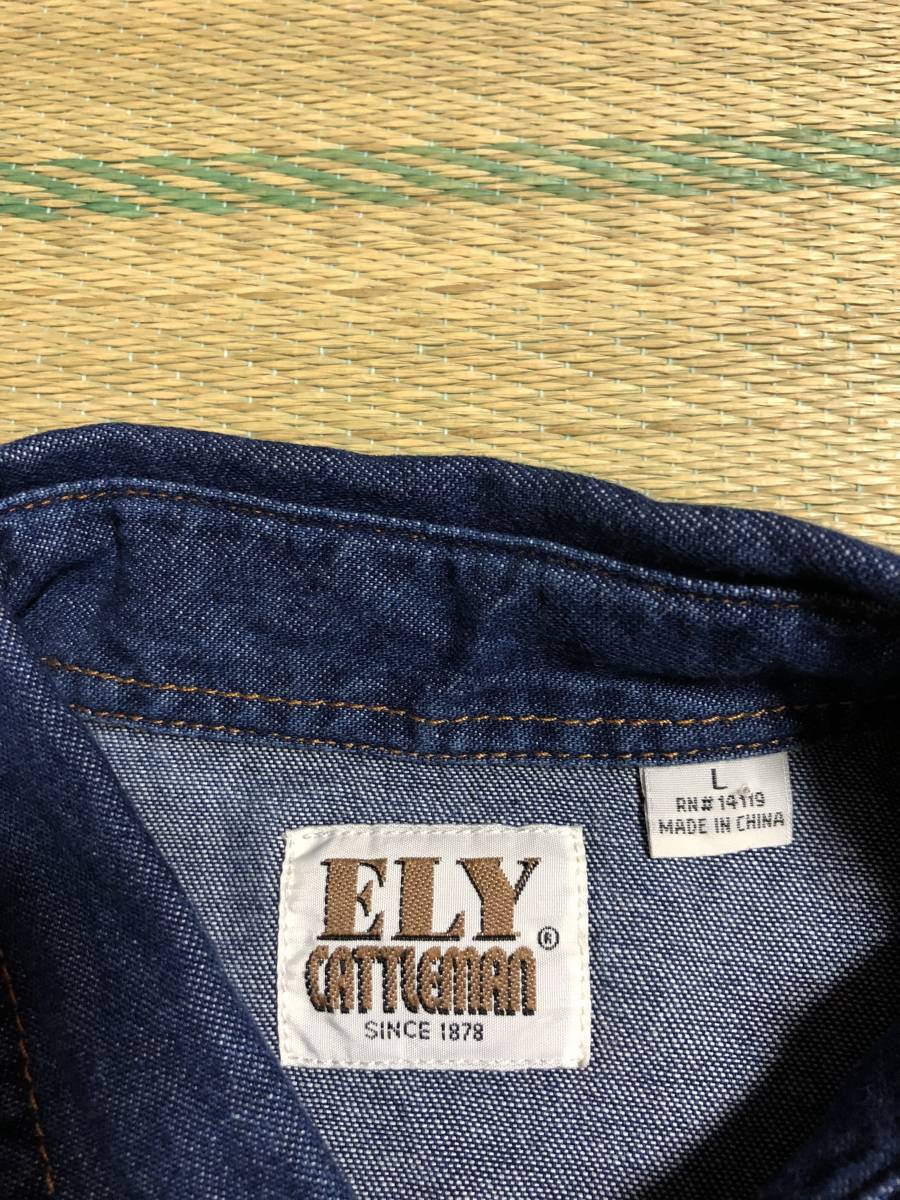 L
RN# 14119
MADE IN CHINA
ELY
CATTLEMAN ®
SINCE 1878